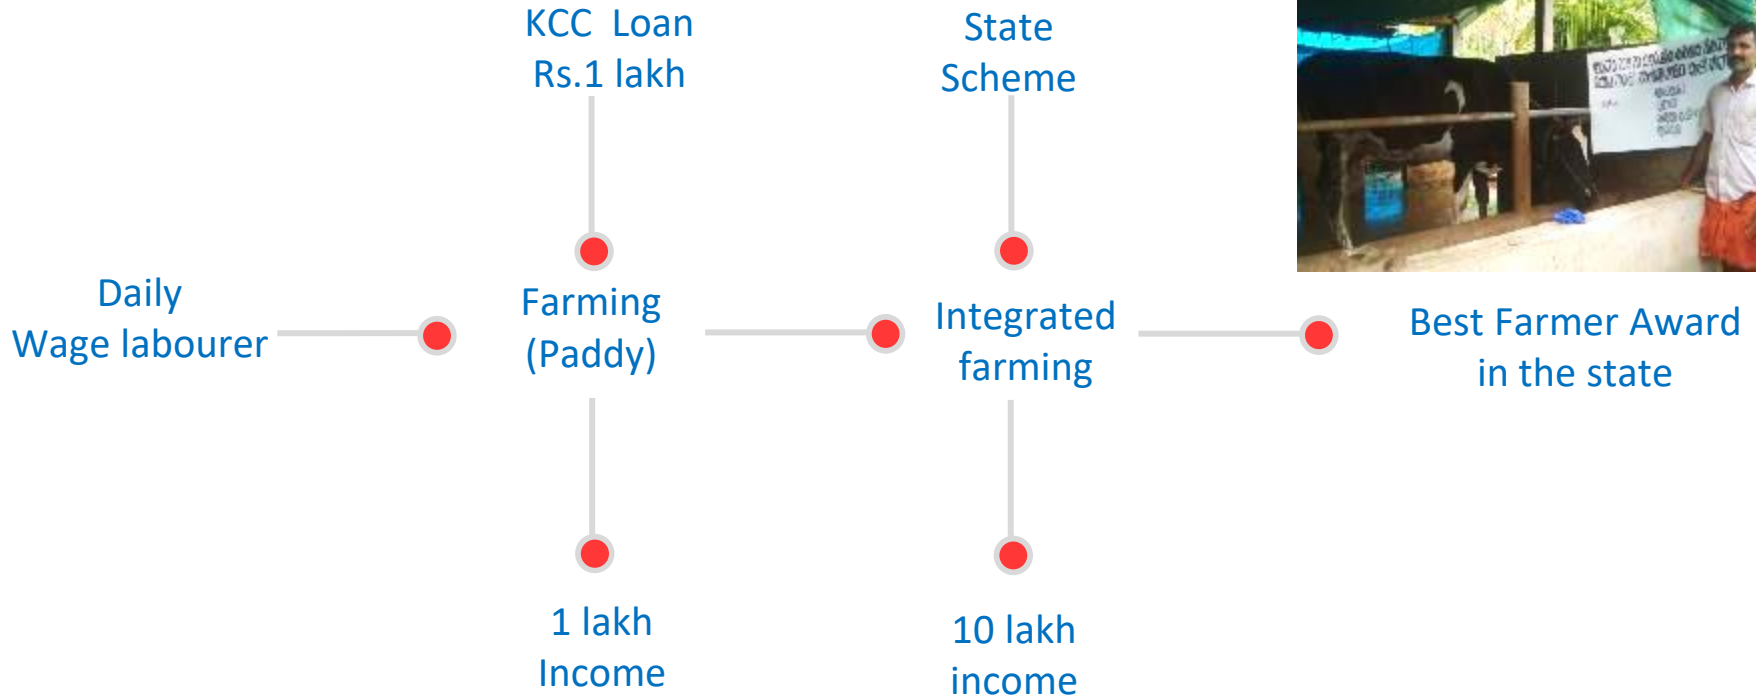 KCC Loan
Rs.1 lakh
State
Scheme
Daily
Wage labourer
Farming
(Paddy)
Integrated
farming
Best Farmer Award
in the state
1 lakh
Income
10 lakh
income